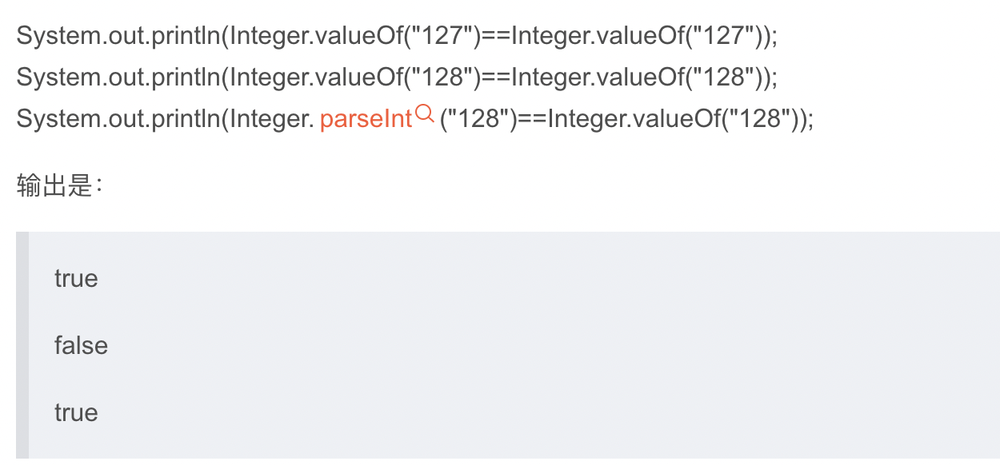 System.out.println(Integer.valueOf("127")==Integer.valueOf("127"));
System.out.println(Integer.valueOf("128")==Integer.valueOf("128"));
System.out.println(Integer. parseInt ("128")==Integer.valueOf("128"));
输出是：
true
false
true